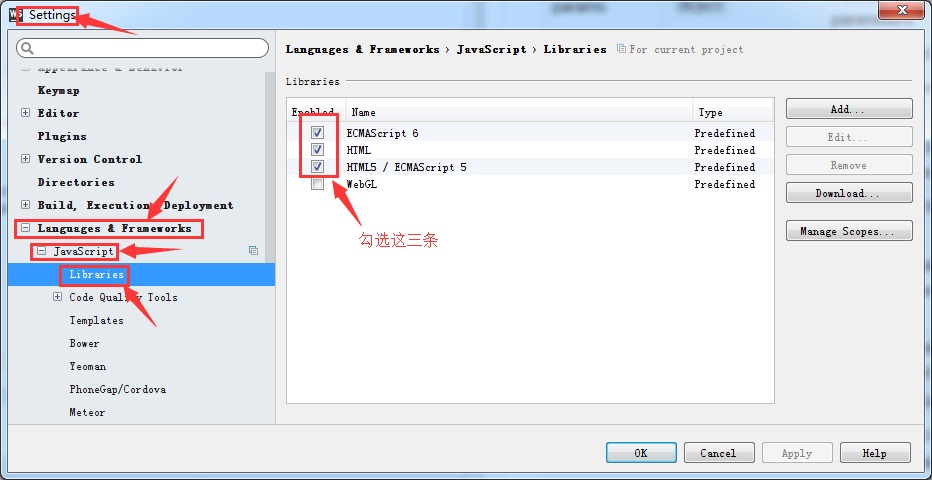 WS Settings
Languages & Frameworks › JavaScript › Libraries For current project
Appearance & Behavior
Keymap
Editor
Plugins
Version Control
Directories
Build, Execution, Deployment
Languages & Frameworks
JavaScript
Libraries
Code Quality Tools
Templates
Bower
Yeoman
PhoneGap/Cordova
Meteor
Libraries
Enabled Name Type
ECMAScript 6 Predefined
HTML Predefined
HTML5 / ECMAScript 5 Predefined
WebGL Predefined
勾选这三条
Add...
Edit...
Remove
Download...
Manage Scopes...
OK Cancel Apply Help
params
object